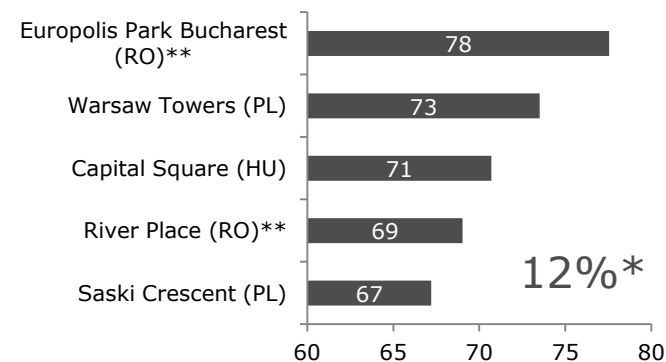 Europolis Park Bucharest
(RO)**
78
Warsaw Towers (PL)
73
Capital Square (HU)
71
River Place (RO)**
69
Saski Crescent (PL)
67
12%*
60 65 70 75 80